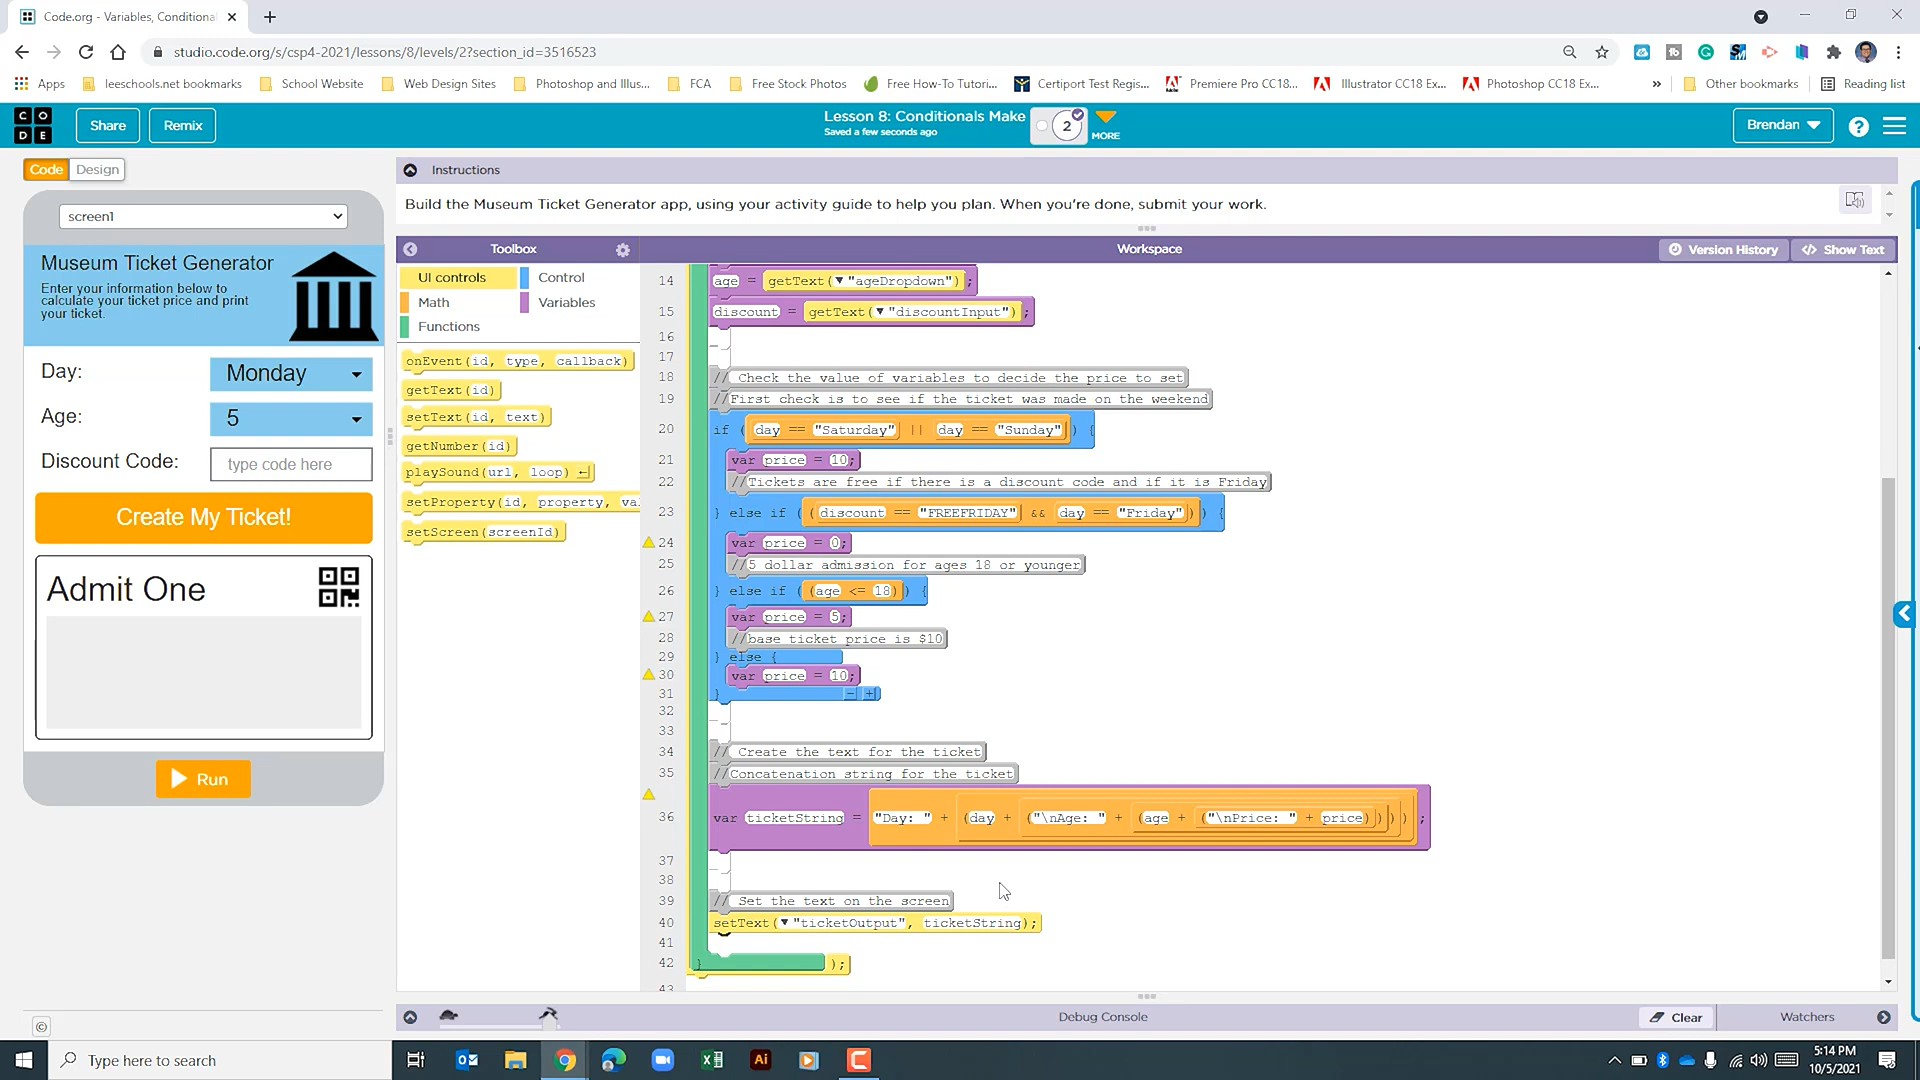 Code.org - Variables, Conditional
studio.code.org/s/csp4-2021/lessons/8/levels/2?section_id=3516523
Apps
leeschools.net bookmarks
School Website
Web Design Sites
Photoshop and Illus...
FCA
Free Stock Photos
Free How-To Tutori...
Certiport Test Regis...
Premiere Pro CC18...
Illustrator CC18 Ex...
Photoshop CC18 Ex...
»
Other bookmarks
Reading list
CODE
Share
Remix
Lesson 8: Conditionals Make
Saved a few seconds ago
2
MORE
Brendan
?
Code
Design
Instructions
Build the Museum Ticket Generator app, using your activity guide to help you plan. When you're done, submit your work.
screen1
Museum Ticket Generator
Enter your information below to
calculate your ticket price and print
your ticket.
Day:
Monday
Age:
5
Discount Code:
type code here
Create My Ticket!
Admit One
Run
Toolbox
UI controls
Control
Math
Variables
Functions
onEvent(id, type, callback)
getText(id)
setText(id, text)
getNumber(id)
playSound(url, loop)
setProperty(id, property, val
setScreen(screenId)
Workspace
Version History
</> Show Text
14 age = getText(▼"ageDropdown");
15 discount = getText(▼"discountInput");
16
17
18 // Check the value of variables to decide the price to set
19 //First check is to see if the ticket was made on the weekend
20 if ( day == "Saturday" || day == "Sunday" ) {
21 var price = 10;
22 //Tickets are free if there is a discount code and if it is Friday
23 } else if ( ( discount == "FREEFRIDAY" && day == "Friday") ) {
24 var price = 0;
25 //5 dollar admission for ages 18 or younger
26 } else if ( (age <= 18) ) {
27 var price = 5;
28 //base ticket price is $10
29 } else {
30 var price = 10;
31 } - +
32
33
34 // Create the text for the ticket
35 //Concatenation string for the ticket
36 var ticketString = "Day: " + (day + ("\nAge: " + (age + ("\nPrice: " + price)))) ;
37
38
39 // Set the text on the screen
40 setText(▼"ticketOutput", ticketString);
41
42 } );
43
Debug Console
Clear
Watchers
©
Type here to search
Ai
5:14 PM
10/5/2021